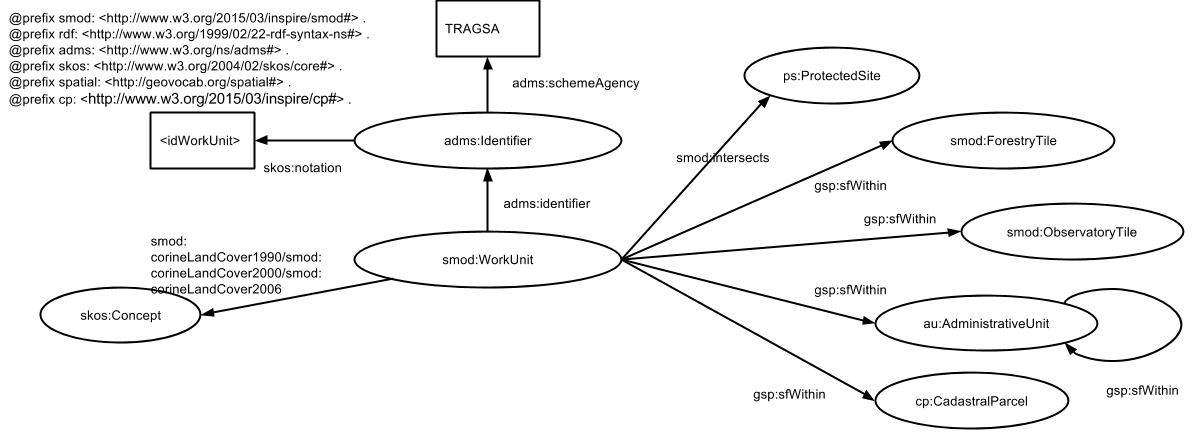 @prefix smod: <http://www.w3.org/2015/03/inspire/smod#> .
@prefix rdf: <http://www.w3.org/1999/02/22-rdf-syntax-ns#> .
@prefix adms: <http://www.w3.org/ns/adms#> .
@prefix skos: <http://www.w3.org/2004/02/skos/core#> .
@prefix spatial: <http://geovocab.org/spatial#> .
@prefix cp: <http://www.w3.org/2015/03/inspire/cp#> .
TRAGSA
adms:schemeAgency
ps:ProtectedSite
<idWorkUnit>
adms:Identifier
smod:ForestryTile
skos:notation
smod:intersects
gsp:sfWithin
adms:identifier
gsp:sfWithin
smod:ObservatoryTile
smod:
corineLandCover1990/smod:
corineLandCover2000/smod:
corineLandCover2006
smod:WorkUnit
gsp:sfWithin
skos:Concept
au:AdministrativeUnit
gsp:sfWithin
gsp:sfWithin
cp:CadastralParcel